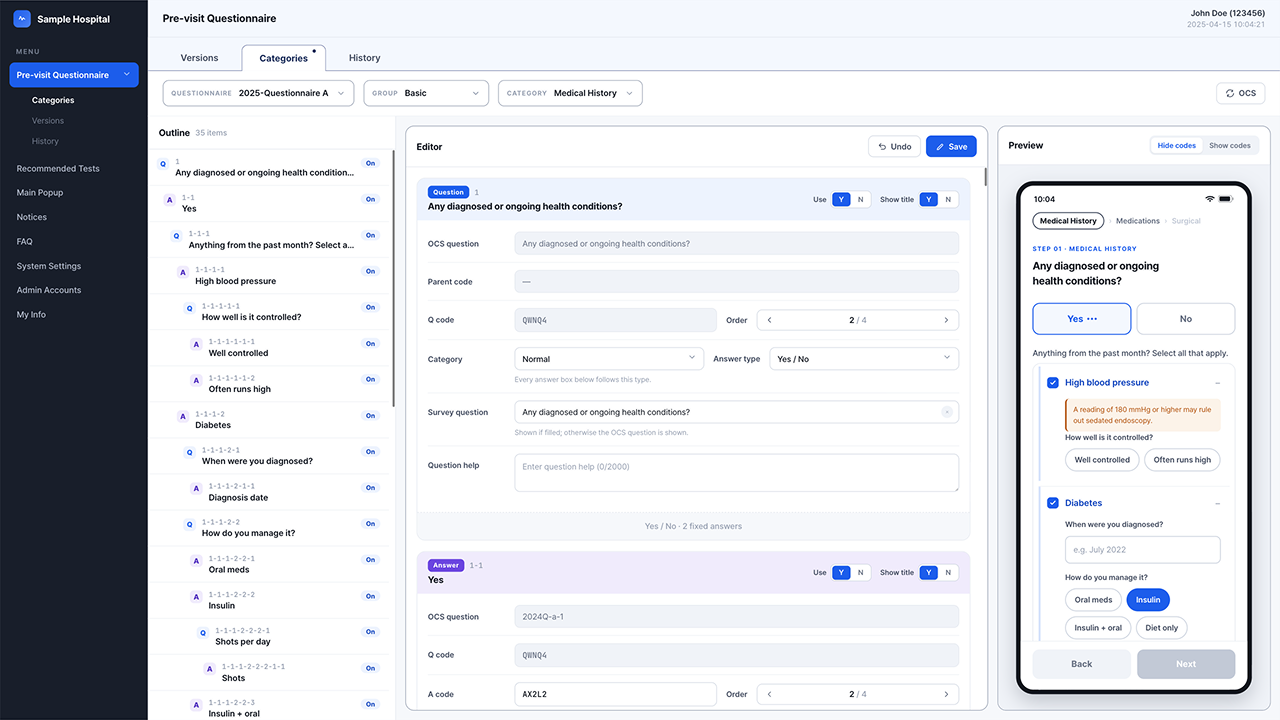 Sample Hospital
MENU
Pre-visit Questionnaire
Categories
Versions
History
Recommended Tests
Main Popup
Notices
FAQ
System Settings
Admin Accounts
My Info
Pre-visit Questionnaire
John Doe (123456)
2025-04-15 10:04:21
Versions
Categories
History
QUESTIONNAIRE 2025-Questionnaire A
GROUP Basic
CATEGORY Medical History
OCS
Outline 35 items
Q 1 On
Any diagnosed or ongoing health condition...
A 1-1 On
Yes
Q 1-1-1 On
Anything from the past month? Select a...
A 1-1-1-1 On
High blood pressure
Q 1-1-1-1-1 On
How well is it controlled?
A 1-1-1-1-1-1 On
Well controlled
A 1-1-1-1-1-2 On
Often runs high
A 1-1-1-2 On
Diabetes
Q 1-1-1-2-1 On
When were you diagnosed?
A 1-1-1-2-1-1 On
Diagnosis date
Q 1-1-1-2-2 On
How do you manage it?
A 1-1-1-2-2-1 On
Oral meds
A 1-1-1-2-2-2 On
Insulin
Q 1-1-1-2-2-2-1 On
Shots per day
A 1-1-1-2-2-2-1-1 On
Shots
A 1-1-1-2-2-3 On
Insulin + oral
Editor
Undo
Save
Question 1
Any diagnosed or ongoing health conditions?
Use Y N Show title Y N
OCS question Any diagnosed or ongoing health conditions?
Parent code —
Q code QWNQ4 Order 2 / 4
Category Normal Answer type Yes / No
Every answer box below follows this type.
Survey question Any diagnosed or ongoing health conditions?
Shown if filled; otherwise the OCS question is shown.
Question help Enter question help (0/2000)
Yes / No · 2 fixed answers
Answer 1-1
Yes
Use Y N Show title Y N
OCS question 2024Q-a-1
Q code QWNQ4
A code AX2L2 Order 2 / 4
Preview
Hide codes Show codes
10:04
Medical History › Medications › Surgical
STEP 01 · MEDICAL HISTORY
Any diagnosed or ongoing
health conditions?
Yes ···
No
Anything from the past month? Select all that apply.
High blood pressure –
A reading of 180 mmHg or higher may rule
out sedated endoscopy.
How well is it controlled?
Well controlled Often runs high
Diabetes –
When were you diagnosed?
e.g. July 2022
How do you manage it?
Oral meds Insulin
Insulin + oral Diet only
Back Next